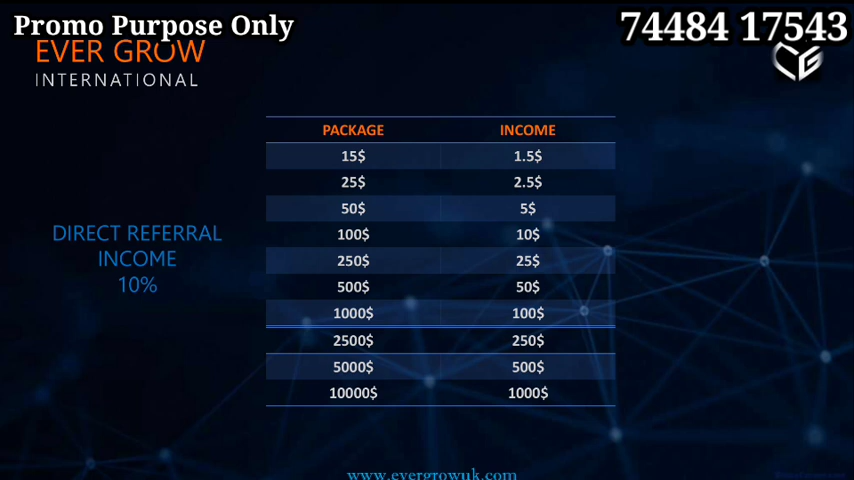 Promo Purpose Only
74484 17543
EVER GROW
INTERNATIONAL
PACKAGE INCOME
15$ 1.5$
25$ 2.5$
50$ 5$
100$ 10$
250$ 25$
500$ 50$
1000$ 100$
2500$ 250$
5000$ 500$
10000$ 1000$
DIRECT REFERRAL
INCOME
10%
www.evergrowuk.com